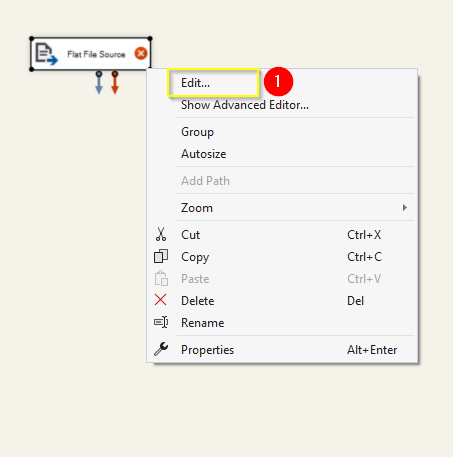 Flat File Source
Edit...
1
Show Advanced Editor...
Group
Autosize
Add Path
Zoom
Cut Ctrl+X
Copy Ctrl+C
Paste Ctrl+V
Delete Del
Rename
Properties Alt+Enter